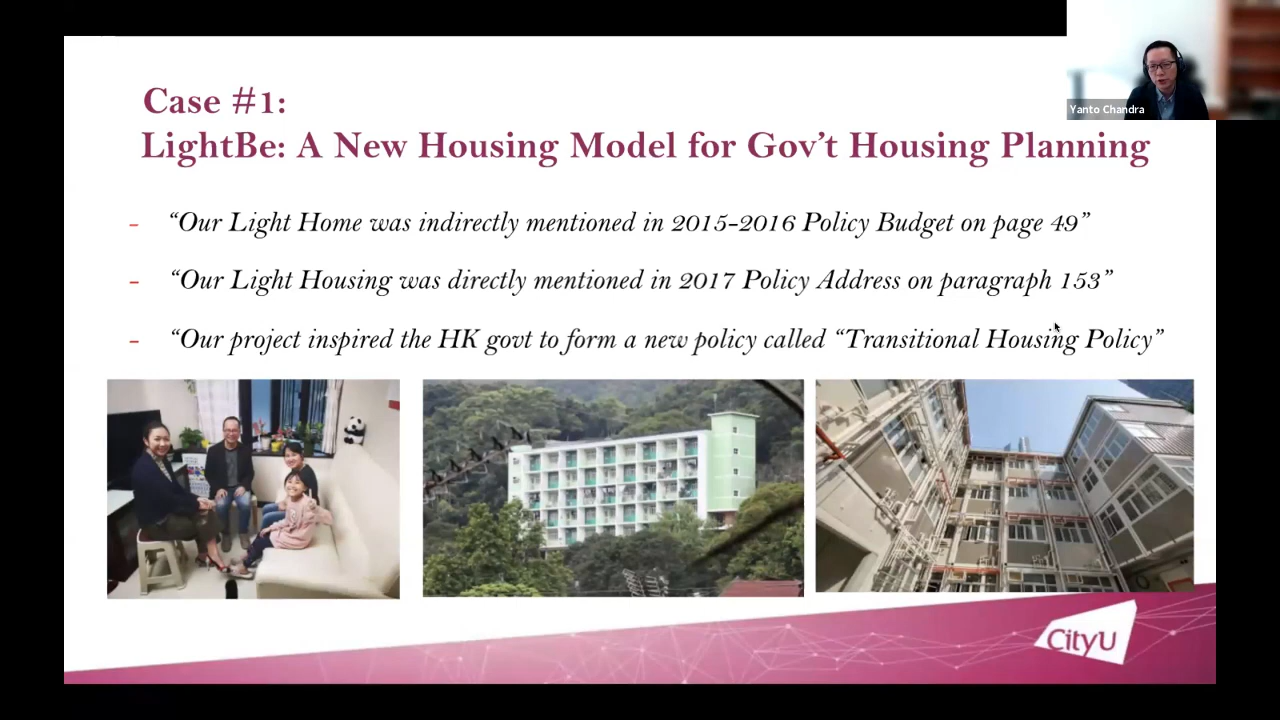 Yanto Chandra
Case #1:
LightBe: A New Housing Model for Gov't Housing Planning
- “Our Light Home was indirectly mentioned in 2015-2016 Policy Budget on page 49”
- “Our Light Housing was directly mentioned in 2017 Policy Address on paragraph 153”
- “Our project inspired the HK govt to form a new policy called “Transitional Housing Policy”
CityU